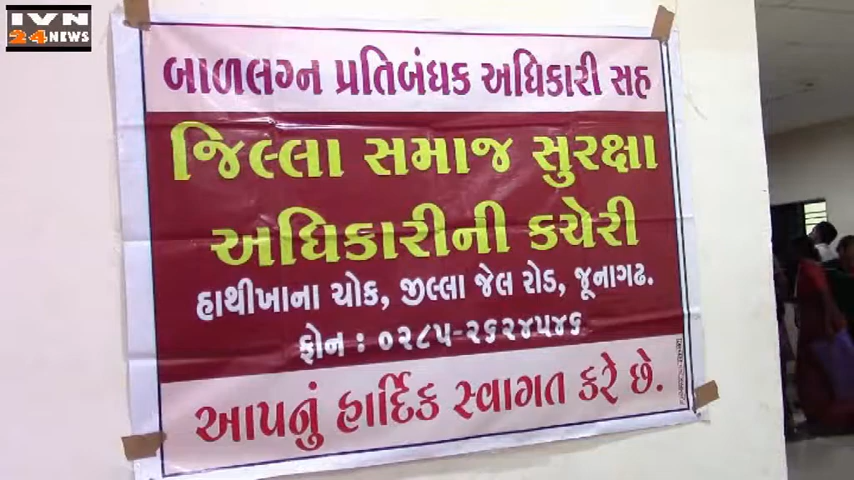 IVN
24NEWS
બાળલગ્ન પ્રતિબંધક અધિકારી સહ
જિલ્લા સમાજ સુરક્ષા
અધિકારીની કચેરી
હાથીખાના ચોક, જીલ્લા જેલ રોડ, જૂનાગઢ.
ફોન : ૦૨૮૫-૨૬૨૪૫૪૬
આપનું હાર્દિક સ્વાગત કરે છે.